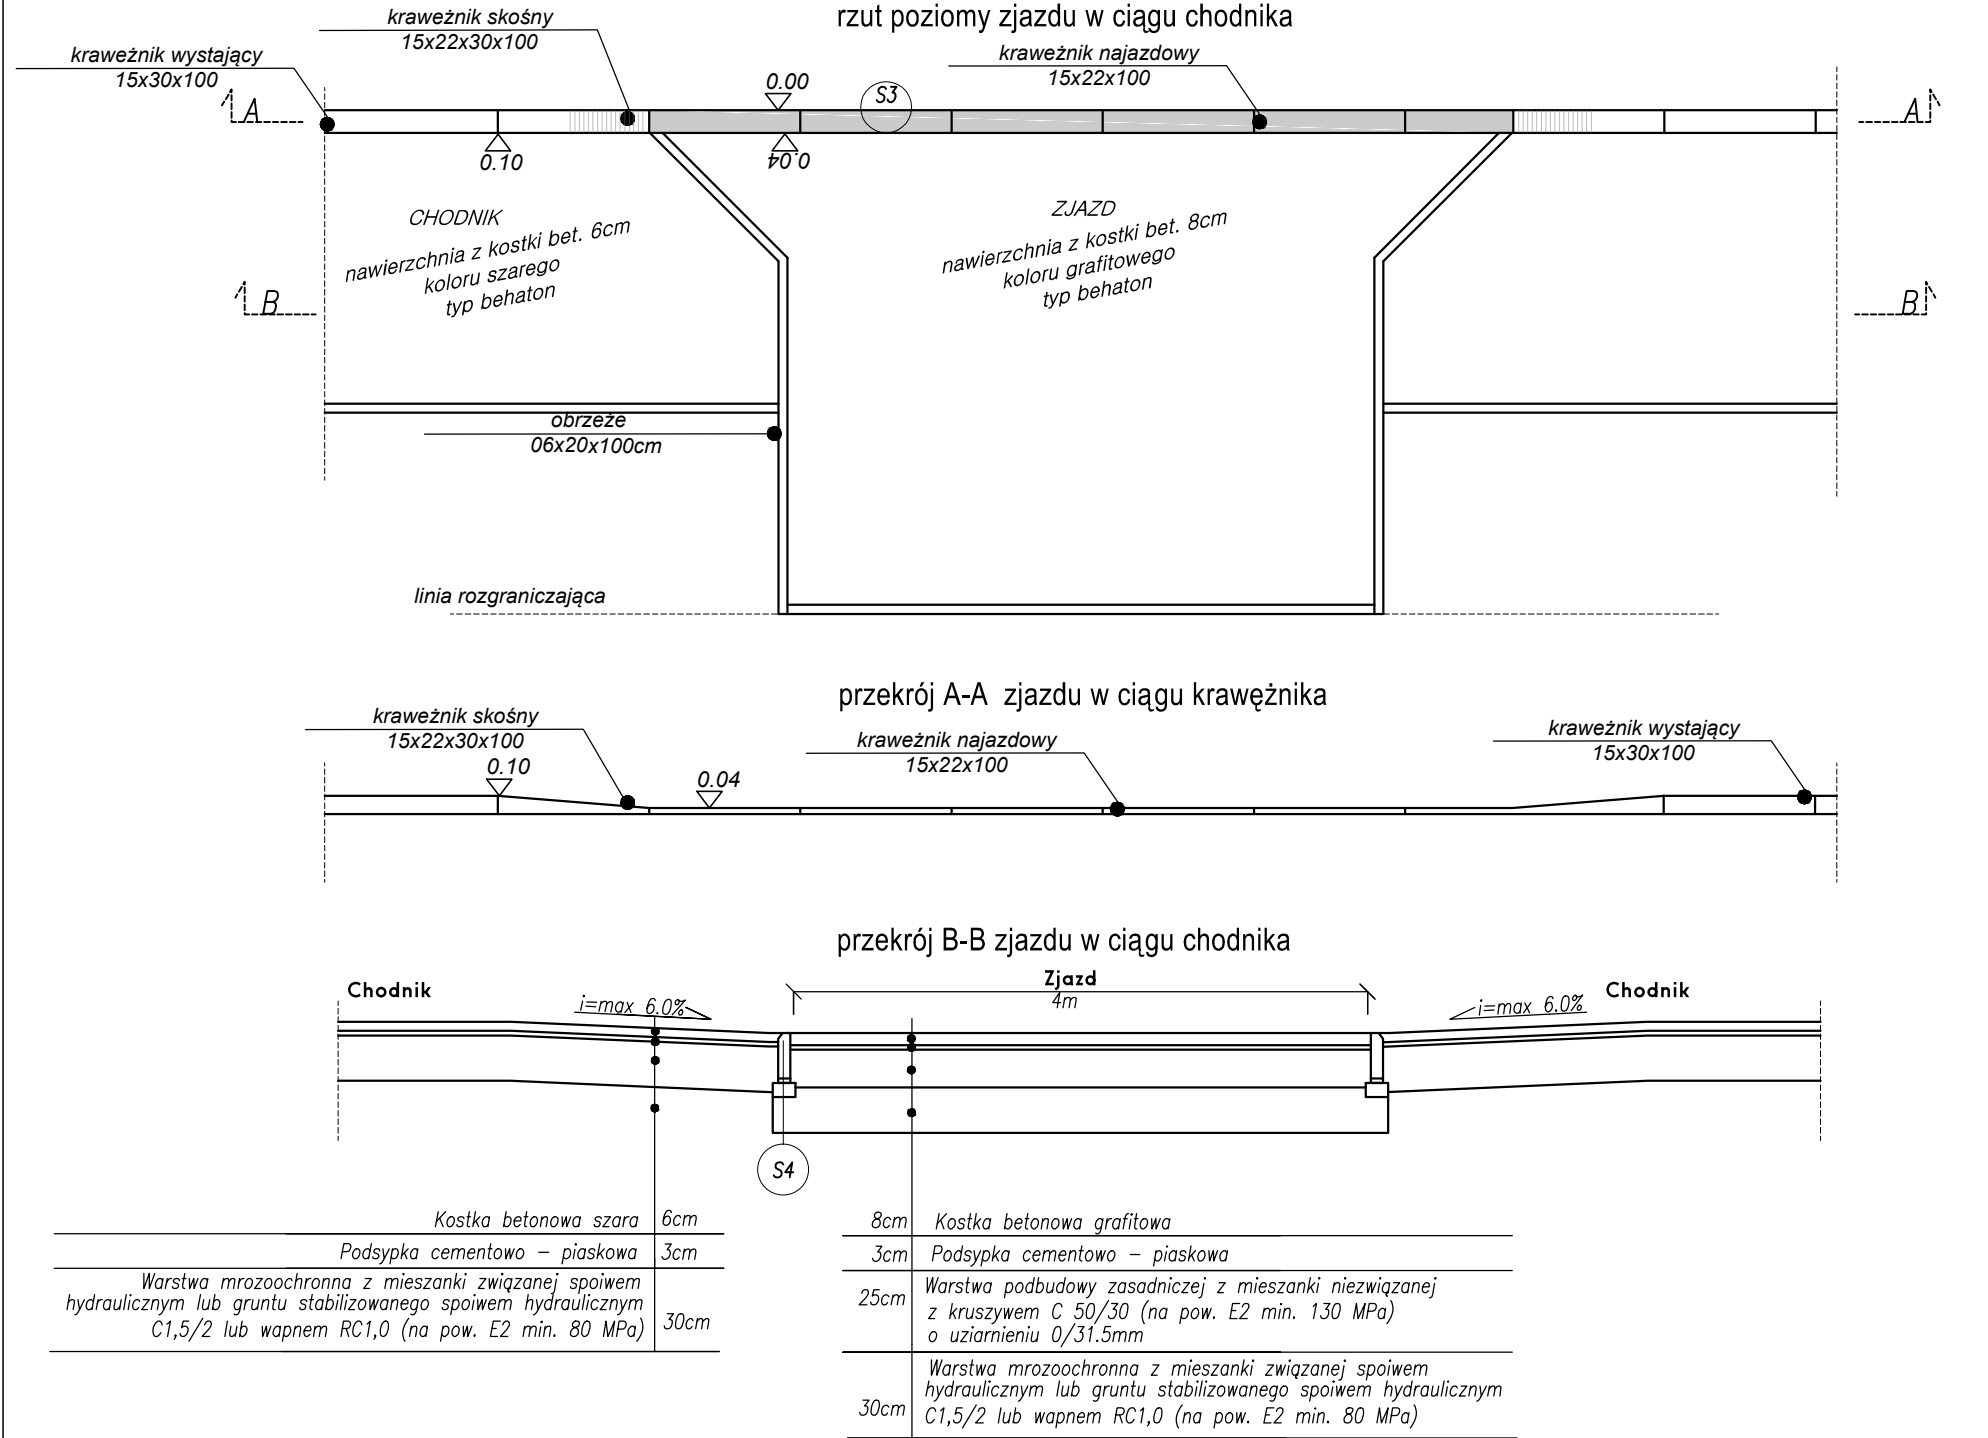 rzut poziomy zjazdu w ciągu chodnika
kraweżnik skośny
15x22x30x100
kraweżnik wystający
15x30x100
kraweżnik najazdowy
15x22x100
0.00
S3
A
A
0.10
0.04
CHODNIK
nawierzchnia z kostki bet. 6cm
koloru szarego
typ behaton
ZJAZD
nawierzchnia z kostki bet. 8cm
koloru grafitowego
typ behaton
B
B
obrzeże
06x20x100cm
linia rozgraniczająca
przekrój A-A zjazdu w ciągu krawężnika
kraweżnik skośny
15x22x30x100
0.10
0.04
kraweżnik najazdowy
15x22x100
kraweżnik wystający
15x30x100
przekrój B-B zjazdu w ciągu chodnika
Chodnik
i=max 6.0%
Zjazd
4m
i=max 6.0%
Chodnik
S4
Kostka betonowa szara 6cm
Podsypka cementowo – piaskowa 3cm
Warstwa mrozoochronna z mieszanki związanej spoiwem
hydraulicznym lub gruntu stabilizowanego spoiwem hydraulicznym
C1,5/2 lub wapnem RC1,0 (na pow. E2 min. 80 MPa) 30cm
8cm Kostka betonowa grafitowa
3cm Podsypka cementowo – piaskowa
25cm Warstwa podbudowy zasadniczej z mieszanki niezwiązanej
z kruszywem C 50/30 (na pow. E2 min. 130 MPa)
o uziarnieniu 0/31.5mm
Warstwa mrozoochronna z mieszanki związanej spoiwem
hydraulicznym lub gruntu stabilizowanego spoiwem hydraulicznym
30cm C1,5/2 lub wapnem RC1,0 (na pow. E2 min. 80 MPa)